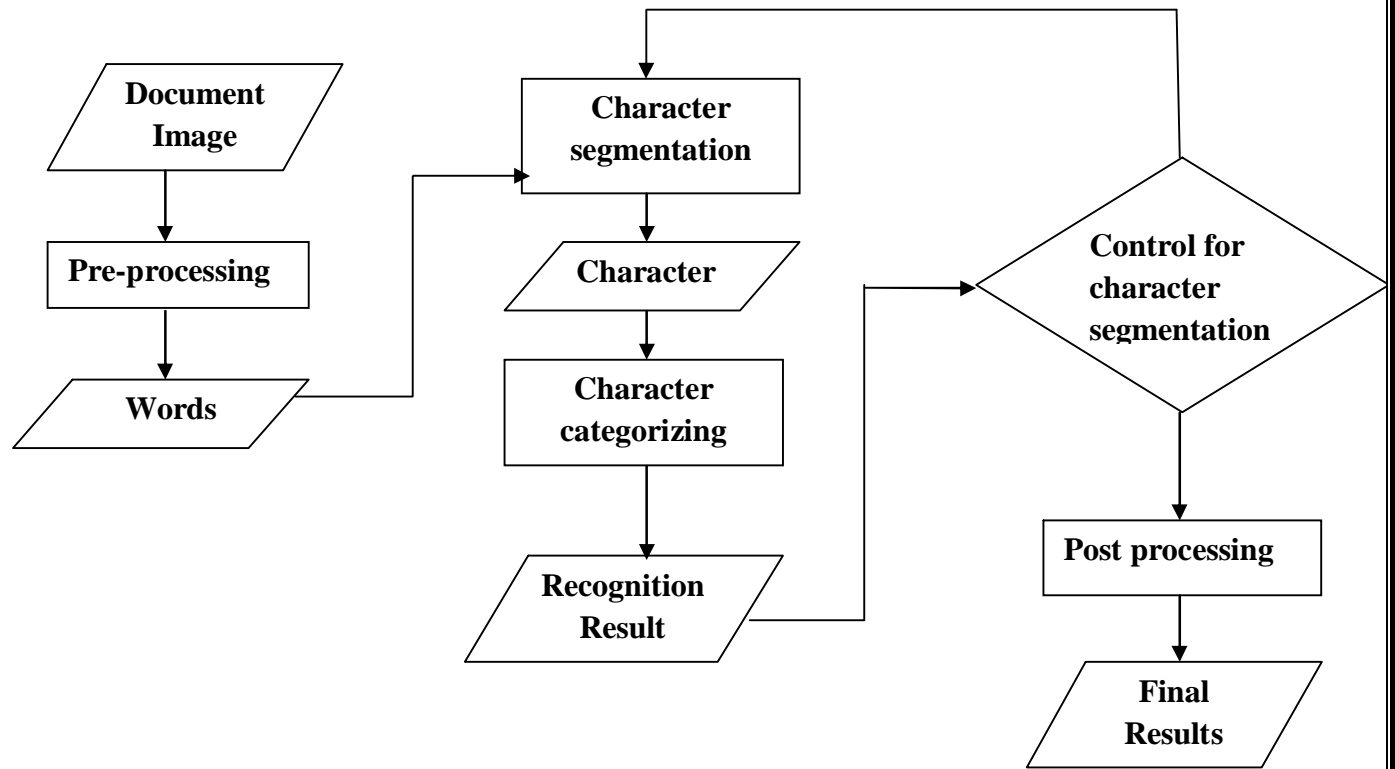 Document
Image
Pre-processing
Words
Character
segmentation
Character
Character
categorizing
Recognition
Result
Control for
character
segmentation
Post processing
Final
Results